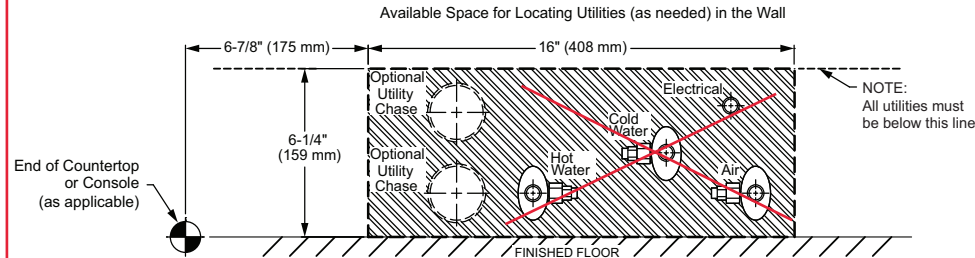 Available Space for Locating Utilities (as needed) in the Wall
6-7/8" (175 mm)
16" (408 mm)
Optional
Utility
Chase
Electrical
NOTE:
All utilities must
be below this line
Cold
Water
6-1/4"
(159 mm)
Optional
Utility
Chase
Hot
Water
Air
End of Countertop
or Console
(as applicable)
FINISHED FLOOR